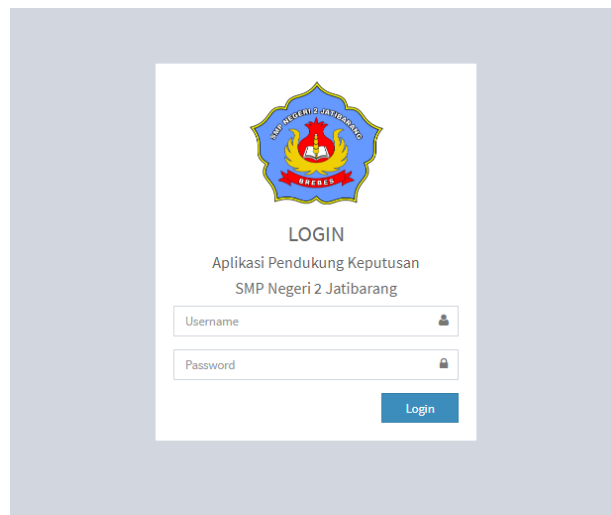 SMP NEGERI 2 JATIBARANG
BREBES
LOGIN
Aplikasi Pendukung Keputusan
SMP Negeri 2 Jatibarang
Username
Password
Login